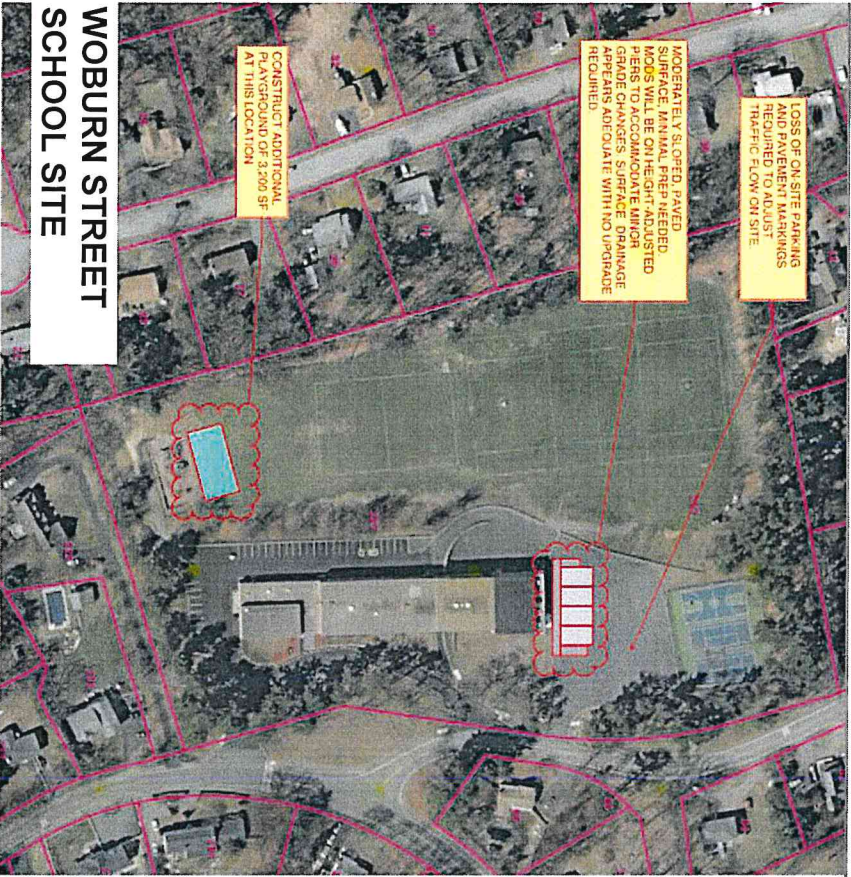 LOSS OF ON-SITE PARKING
AND PAVEMENT MARKINGS
REQUIRED TO ADJUST
TRAFFIC FLOW ON SITE.
MODERATELY SLOPED, PAVED
SURFACE, MINIMAL PREP NEEDED.
MODS WILL BE ON HEIGHT-ADJUSTED
PIERS TO ACCOMMODATE MINOR
GRADE CHANGES. SURFACE DRAINAGE
APPEARS ADEQUATE WITH NO UPGRADE
REQUIRED.
CONSTRUCT ADDITIONAL
PLAYGROUND OF 3,200 SF
AT THIS LOCATION
WOBURN STREET
SCHOOL SITE